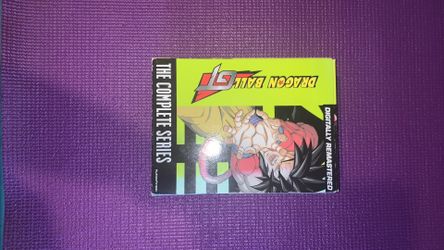 DIGITALLY REMASTERED
DRAGON BALL
GT
THE COMPLETE SERIES